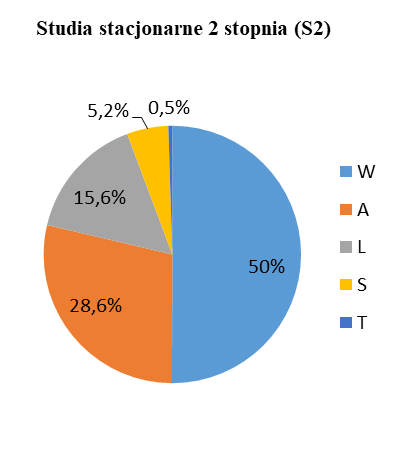 Studia stacjonarne 2 stopnia (S2)
5,2%
0,5%
15,6%
50%
28,6%
W
A
L
S
T